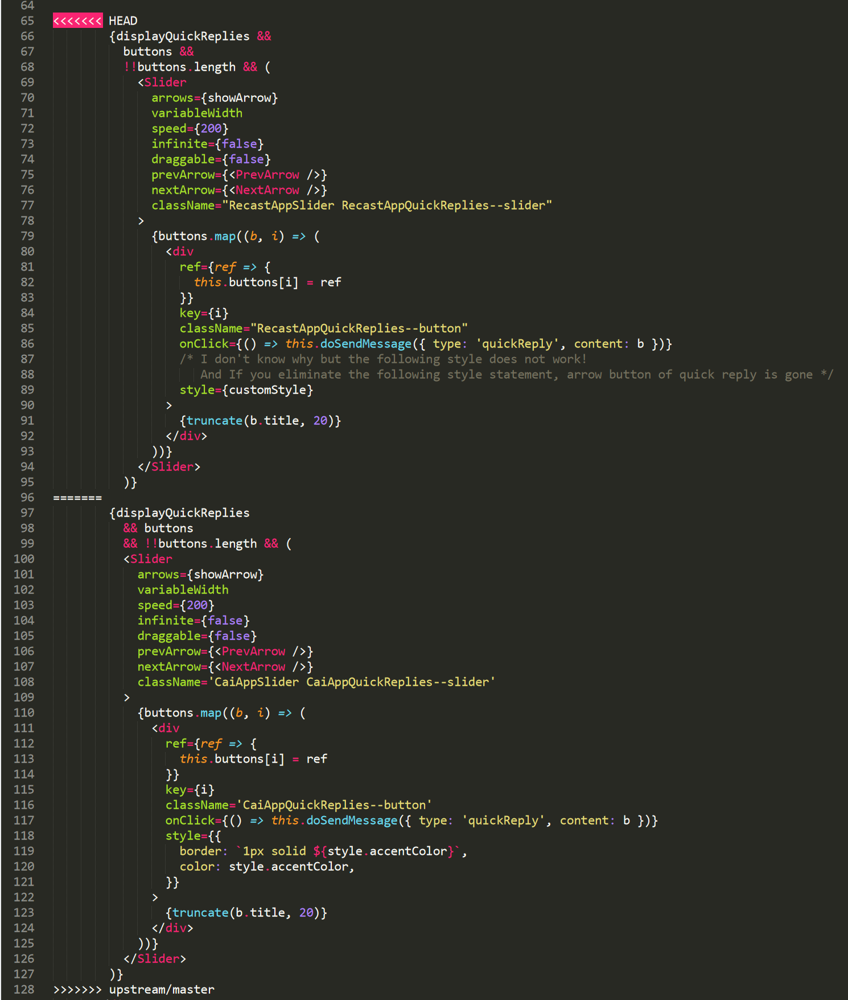 64
65 <<<<<<< HEAD
66         {displayQuickReplies &&
67           buttons &&
68           !!buttons.length && (
69             <Slider
70               arrows={showArrow}
71               variableWidth
72               speed={200}
73               infinite={false}
74               draggable={false}
75               prevArrow={<PrevArrow />}
76               nextArrow={<NextArrow />}
77               className="RecastAppSlider RecastAppQuickReplies--slider"
78             >
79               {buttons.map((b, i) => (
80                 <div
81                   ref={ref => {
82                     this.buttons[i] = ref
83                   }}
84                   key={i}
85                   className="RecastAppQuickReplies--button"
86                   onClick={() => this.doSendMessage({ type: 'quickReply', content: b })}
87                   /* I don't know why but the following style does not work!
88                      And If you eliminate the following style statement, arrow button of quick reply is gone */
89                   style={customStyle}
90                 >
91                   {truncate(b.title, 20)}
92                 </div>
93               ))}
94             </Slider>
95           )}
96 =======
97         {displayQuickReplies
98           && buttons
99           && !!buttons.length && (
100           <Slider
101             arrows={showArrow}
102             variableWidth
103             speed={200}
104             infinite={false}
105             draggable={false}
106             prevArrow={<PrevArrow />}
107             nextArrow={<NextArrow />}
108             className='CaiAppSlider CaiAppQuickReplies--slider'
109           >
110             {buttons.map((b, i) => (
111               <div
112                 ref={ref => {
113                   this.buttons[i] = ref
114                 }}
115                 key={i}
116                 className='CaiAppQuickReplies--button'
117                 onClick={() => this.doSendMessage({ type: 'quickReply', content: b })}
118                 style={{
119                   border: `1px solid ${style.accentColor}`,
120                   color: style.accentColor,
121                 }}
122               >
123                 {truncate(b.title, 20)}
124               </div>
125             ))}
126           </Slider>
127         )}
128 >>>>>>> upstream/master